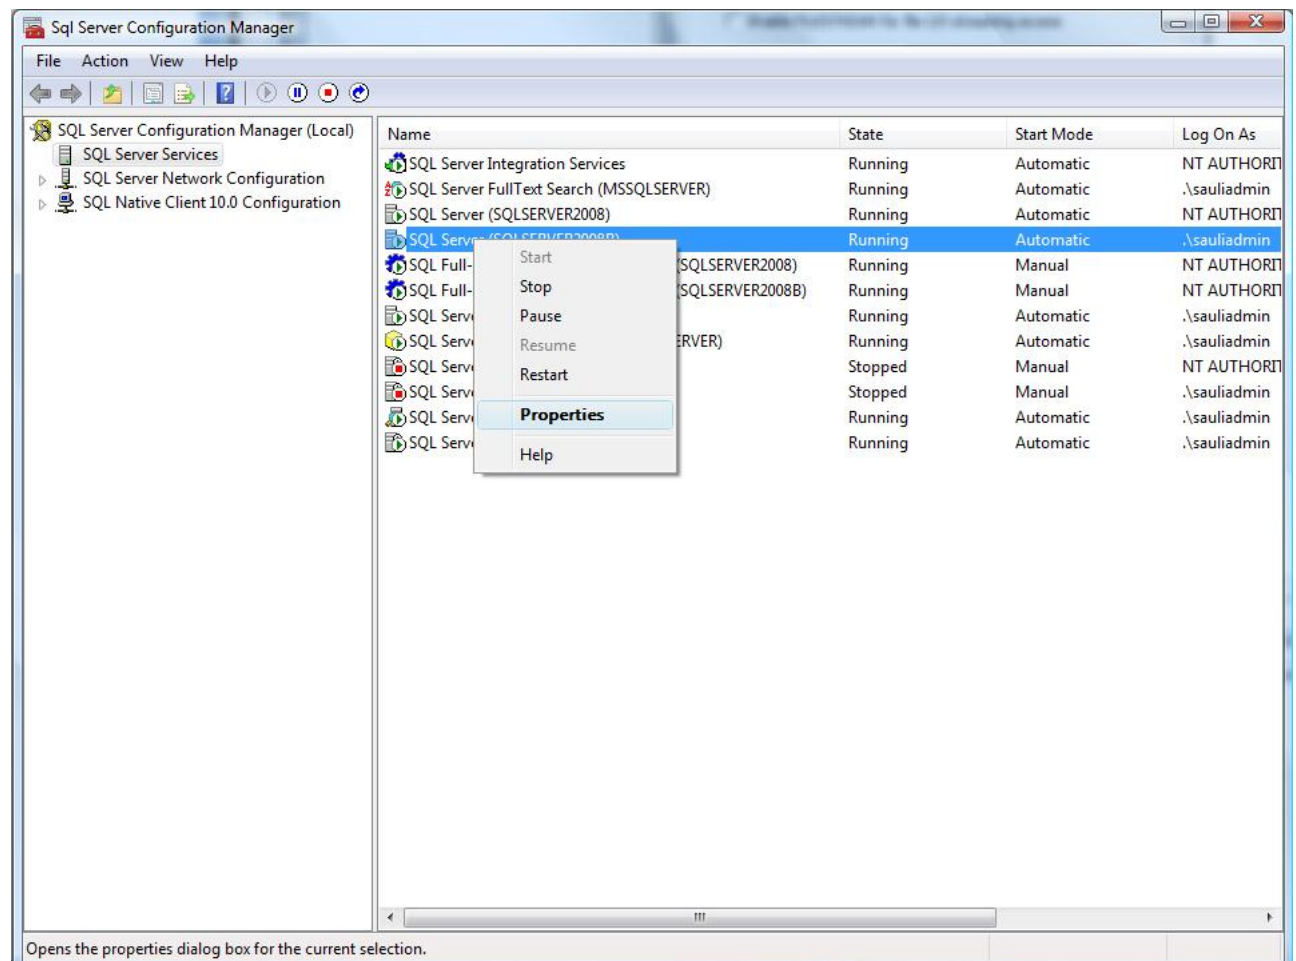 Sql Server Configuration Manager
File Action View Help
SQL Server Configuration Manager (Local)
SQL Server Services
SQL Server Network Configuration
SQL Native Client 10.0 Configuration
Name State Start Mode Log On As
SQL Server Integration Services Running Automatic NT AUTHORIT
SQL Server FullText Search (MSSQLSERVER) Running Automatic .\sauliadmin
SQL Server (SQLSERVER2008) Running Automatic NT AUTHORIT
SQL Server (SQLSERVER2008B) Running Automatic .\sauliadmin
SQL Full- (SQLSERVER2008) Running Manual NT AUTHORIT
SQL Full- (SQLSERVER2008B) Running Manual NT AUTHORIT
SQL Serv Running Automatic .\sauliadmin
SQL Serv ERVER) Running Automatic .\sauliadmin
SQL Serv Stopped Manual NT AUTHORIT
SQL Serv Stopped Manual .\sauliadmin
SQL Serv Running Automatic .\sauliadmin
SQL Serv Running Automatic .\sauliadmin
Start
Stop
Pause
Resume
Restart
Properties
Help
Opens the properties dialog box for the current selection.